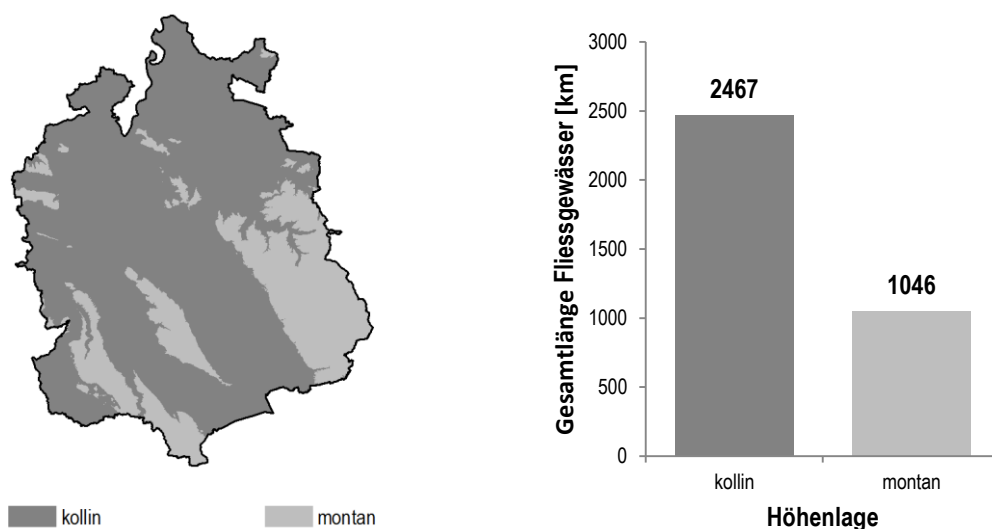 kollin
montan
Gesamtlänge Fliessgewässer [km]
3000
2500
2000
1500
1000
500
0
2467
1046
kollin
montan
Höhenlage